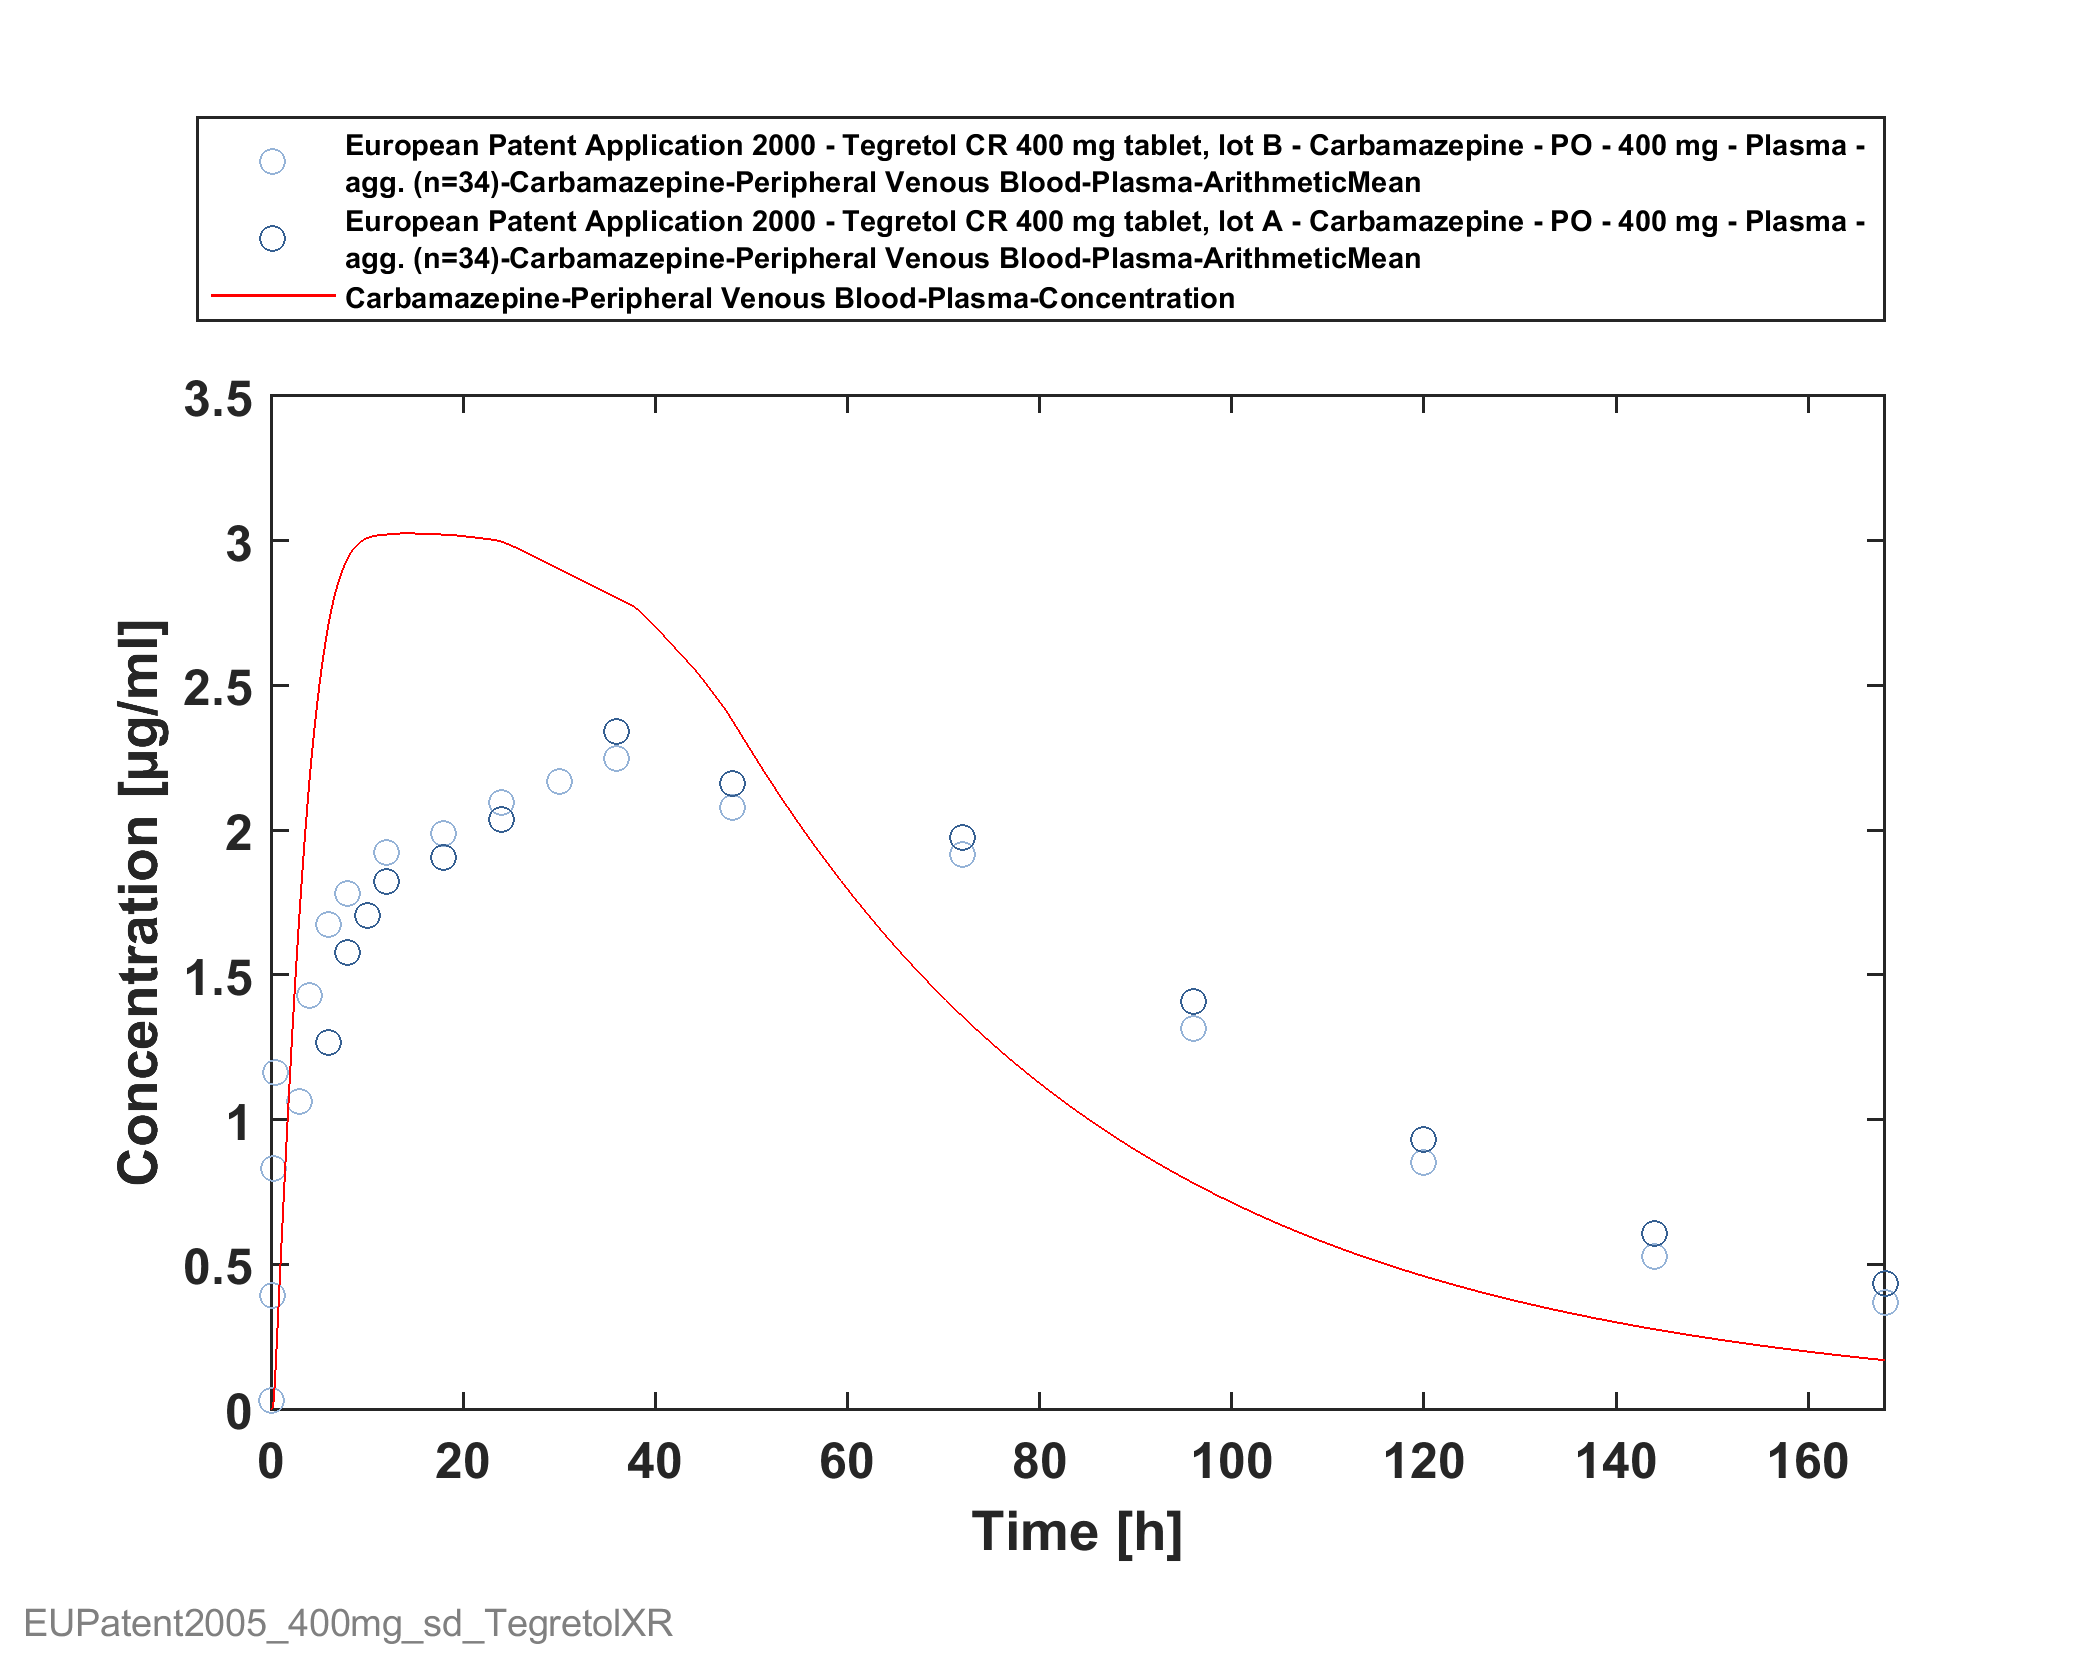 European Patent Application 2000 - Tegretol CR 400 mg tablet, lot B - Carbamazepine - PO - 400 mg - Plasma -
agg. (n=34)-Carbamazepine-Peripheral Venous Blood-Plasma-ArithmeticMean
European Patent Application 2000 - Tegretol CR 400 mg tablet, lot A - Carbamazepine - PO - 400 mg - Plasma -
agg. (n=34)-Carbamazepine-Peripheral Venous Blood-Plasma-ArithmeticMean
Carbamazepine-Peripheral Venous Blood-Plasma-Concentration
3.5
3
2.5
2
1.5
1
0.5
0
Concentration [µg/ml]
0 20 40 60 80 100 120 140 160
Time [h]
EUPatent2005_400mg_sd_TegretolXR